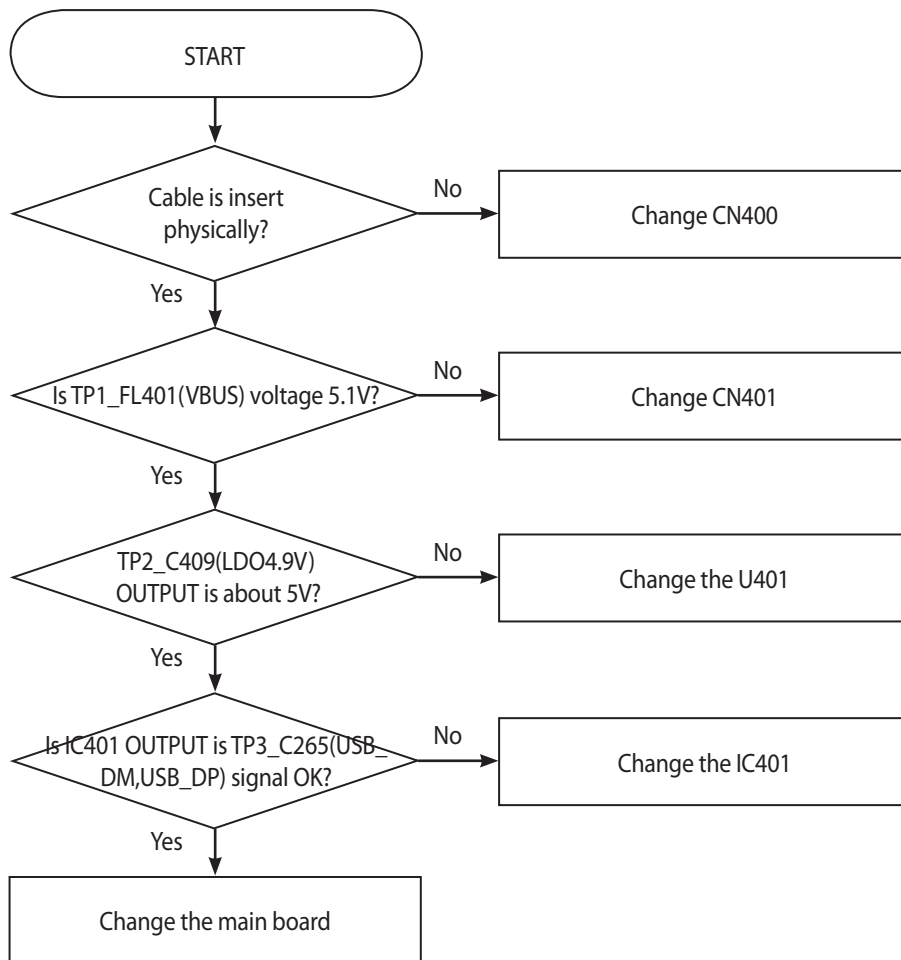 START
Cable is insert
physically?
No
Change CN400
Yes
Is TP1_FL401(VBUS) voltage 5.1V?
No
Change CN401
Yes
TP2_C409(LDO4.9V)
OUTPUT is about 5V?
No
Change the U401
Yes
Is IC401 OUTPUT is TP3_C265(USB_
DM,USB_DP) signal OK?
No
Change the IC401
Yes
Change the main board